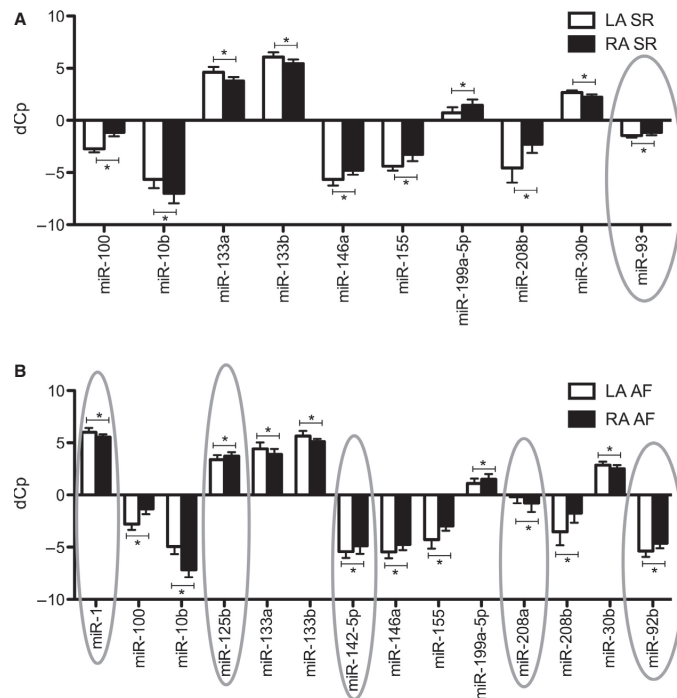 A
LA SR
RA SR
dCp
10
5
0
–5
–10
* * * * * * * * * *
miR-100
miR-10b
miR-133a
miR-133b
miR-146a
miR-155
miR-199a-5p
miR-208b
miR-30b
miR-93
B
LA AF
RA AF
dCp
10
5
0
–5
–10
* * * * * * * * * * * * * *
miR-1
miR-100
miR-10b
miR-125b
miR-133a
miR-133b
miR-142-5p
miR-146a
miR-155
miR-199a-5p
miR-208a
miR-208b
miR-30b
miR-92b